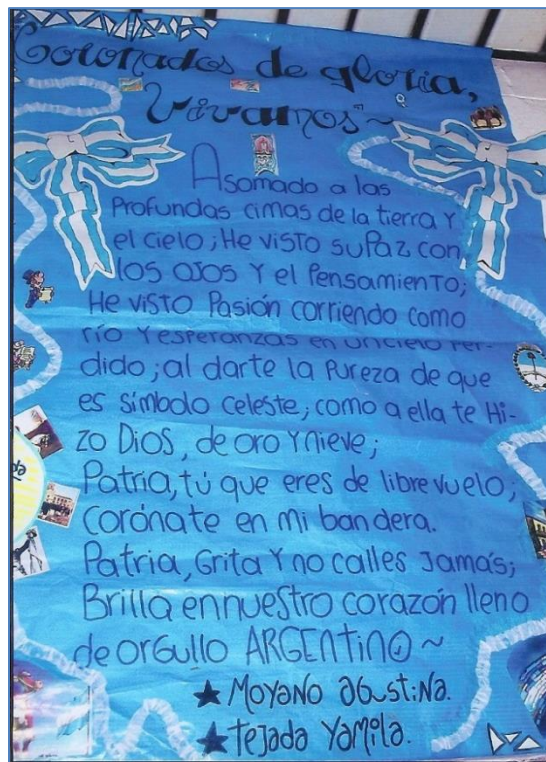 Coronados de gloria,
Vivamos~
Asomado a las
Profundas cimas de la tierra Y
el cielo; He visto su Paz con
los ojos Y el Pensamiento;
He visto Pasión corriendo como
río Y esperanzas en un cielo per-
dido; al darte la Pureza de que
es símbolo celeste; como a ella te Hi-
zo Dios, de oro Y nieve;
Patria, tú que eres de libre vuelo;
Corónate en mi bandera.
Patria, Grita Y no calles Jamás;
Brilla en nuestro corazón lleno
de orGullo ARGENtiNO ~
★ MOYANO AGustiNa.
★ tejada Yamila.